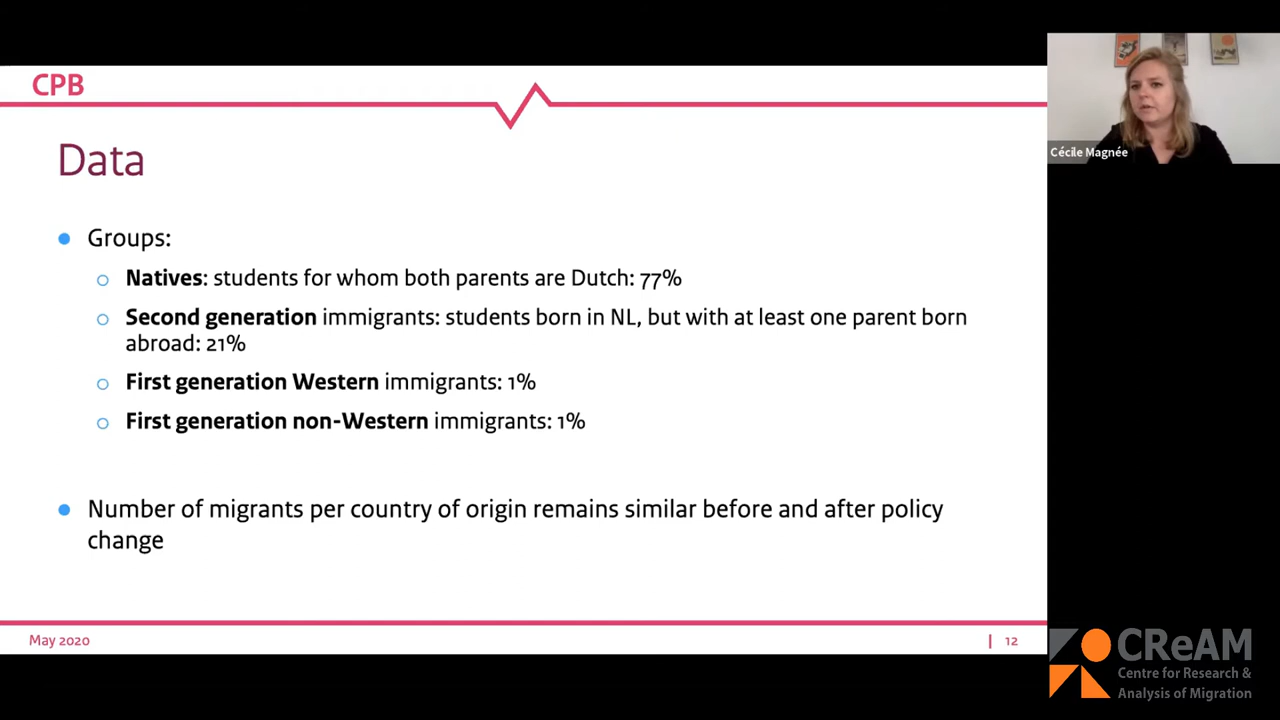 CPB
Data
Groups:
Natives: students for whom both parents are Dutch: 77%
Second generation immigrants: students born in NL, but with at least one parent born
abroad: 21%
First generation Western immigrants: 1%
First generation non-Western immigrants: 1%
Number of migrants per country of origin remains similar before and after policy
change
May 2020
| 12
Cécile Magnée
CReAM
Centre for Research &
Analysis of Migration